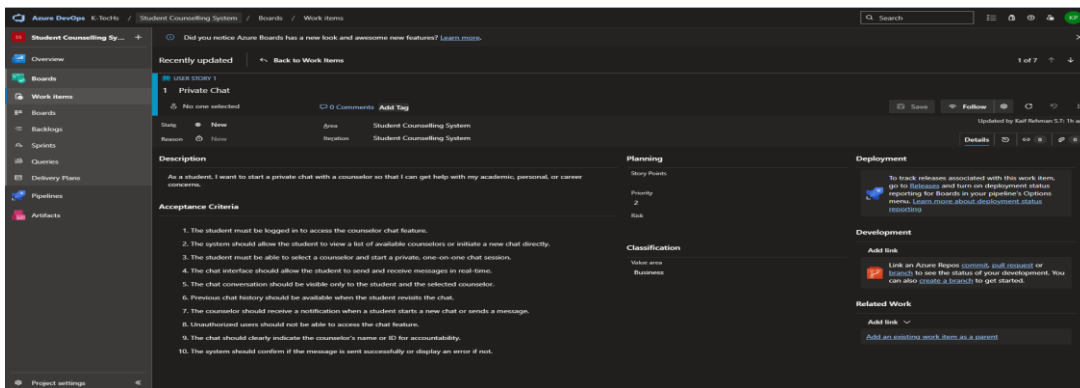 Azure DevOps K-TocHs / Student Counselling System / Boards / Work items
Search
KP
SS Student Counselling Sy... +
Did you notice Azure Boards has a new look and awesome new features? Learn more.
Overview
Boards
Work items
Boards
Backlogs
Sprints
Queries
Delivery Plans
Pipelines
Artifacts
Project settings
Recently updated
Back to Work Items
1 of 7
USER STORY 1
1 Private Chat
No one selected
0 Comments Add Tag
Save
Follow
State New
Area Student Counselling System
Updated by Kaif Rehman S.T: 1h
Reason New
Iteration Student Counselling System
Details
0
0
Description
As a student, I want to start a private chat with a counselor so that I can get help with my academic, personal, or career
concerns.
Acceptance Criteria
1. The student must be logged in to access the counselor chat feature.
2. The system should allow the student to view a list of available counselors or initiate a new chat directly.
3. The student must be able to select a counselor and start a private, one-on-one chat session.
4. The chat interface should allow the student to send and receive messages in real-time.
5. The chat conversation should be visible only to the student and the selected counselor.
6. Previous chat history should be available when the student revisits the chat.
7. The counselor should receive a notification when a student starts a new chat or sends a message.
8. Unauthorized users should not be able to access the chat feature.
9. The chat should clearly indicate the counselor's name or ID for accountability.
10. The system should confirm if the message is sent successfully or display an error if not.
Planning
Story Points
Priority
2
Risk
Classification
Value area
Business
Deployment
To track releases associated with this work item,
go to Releases and turn on deployment status
reporting for Boards in your pipeline's Options
menu. Learn more about deployment status
reporting
Development
Add link
Link an Azure Repos commit, pull request or
branch to see the status of your development. You
can also create a branch to get started.
Related Work
Add link
Add an existing work item as a parent